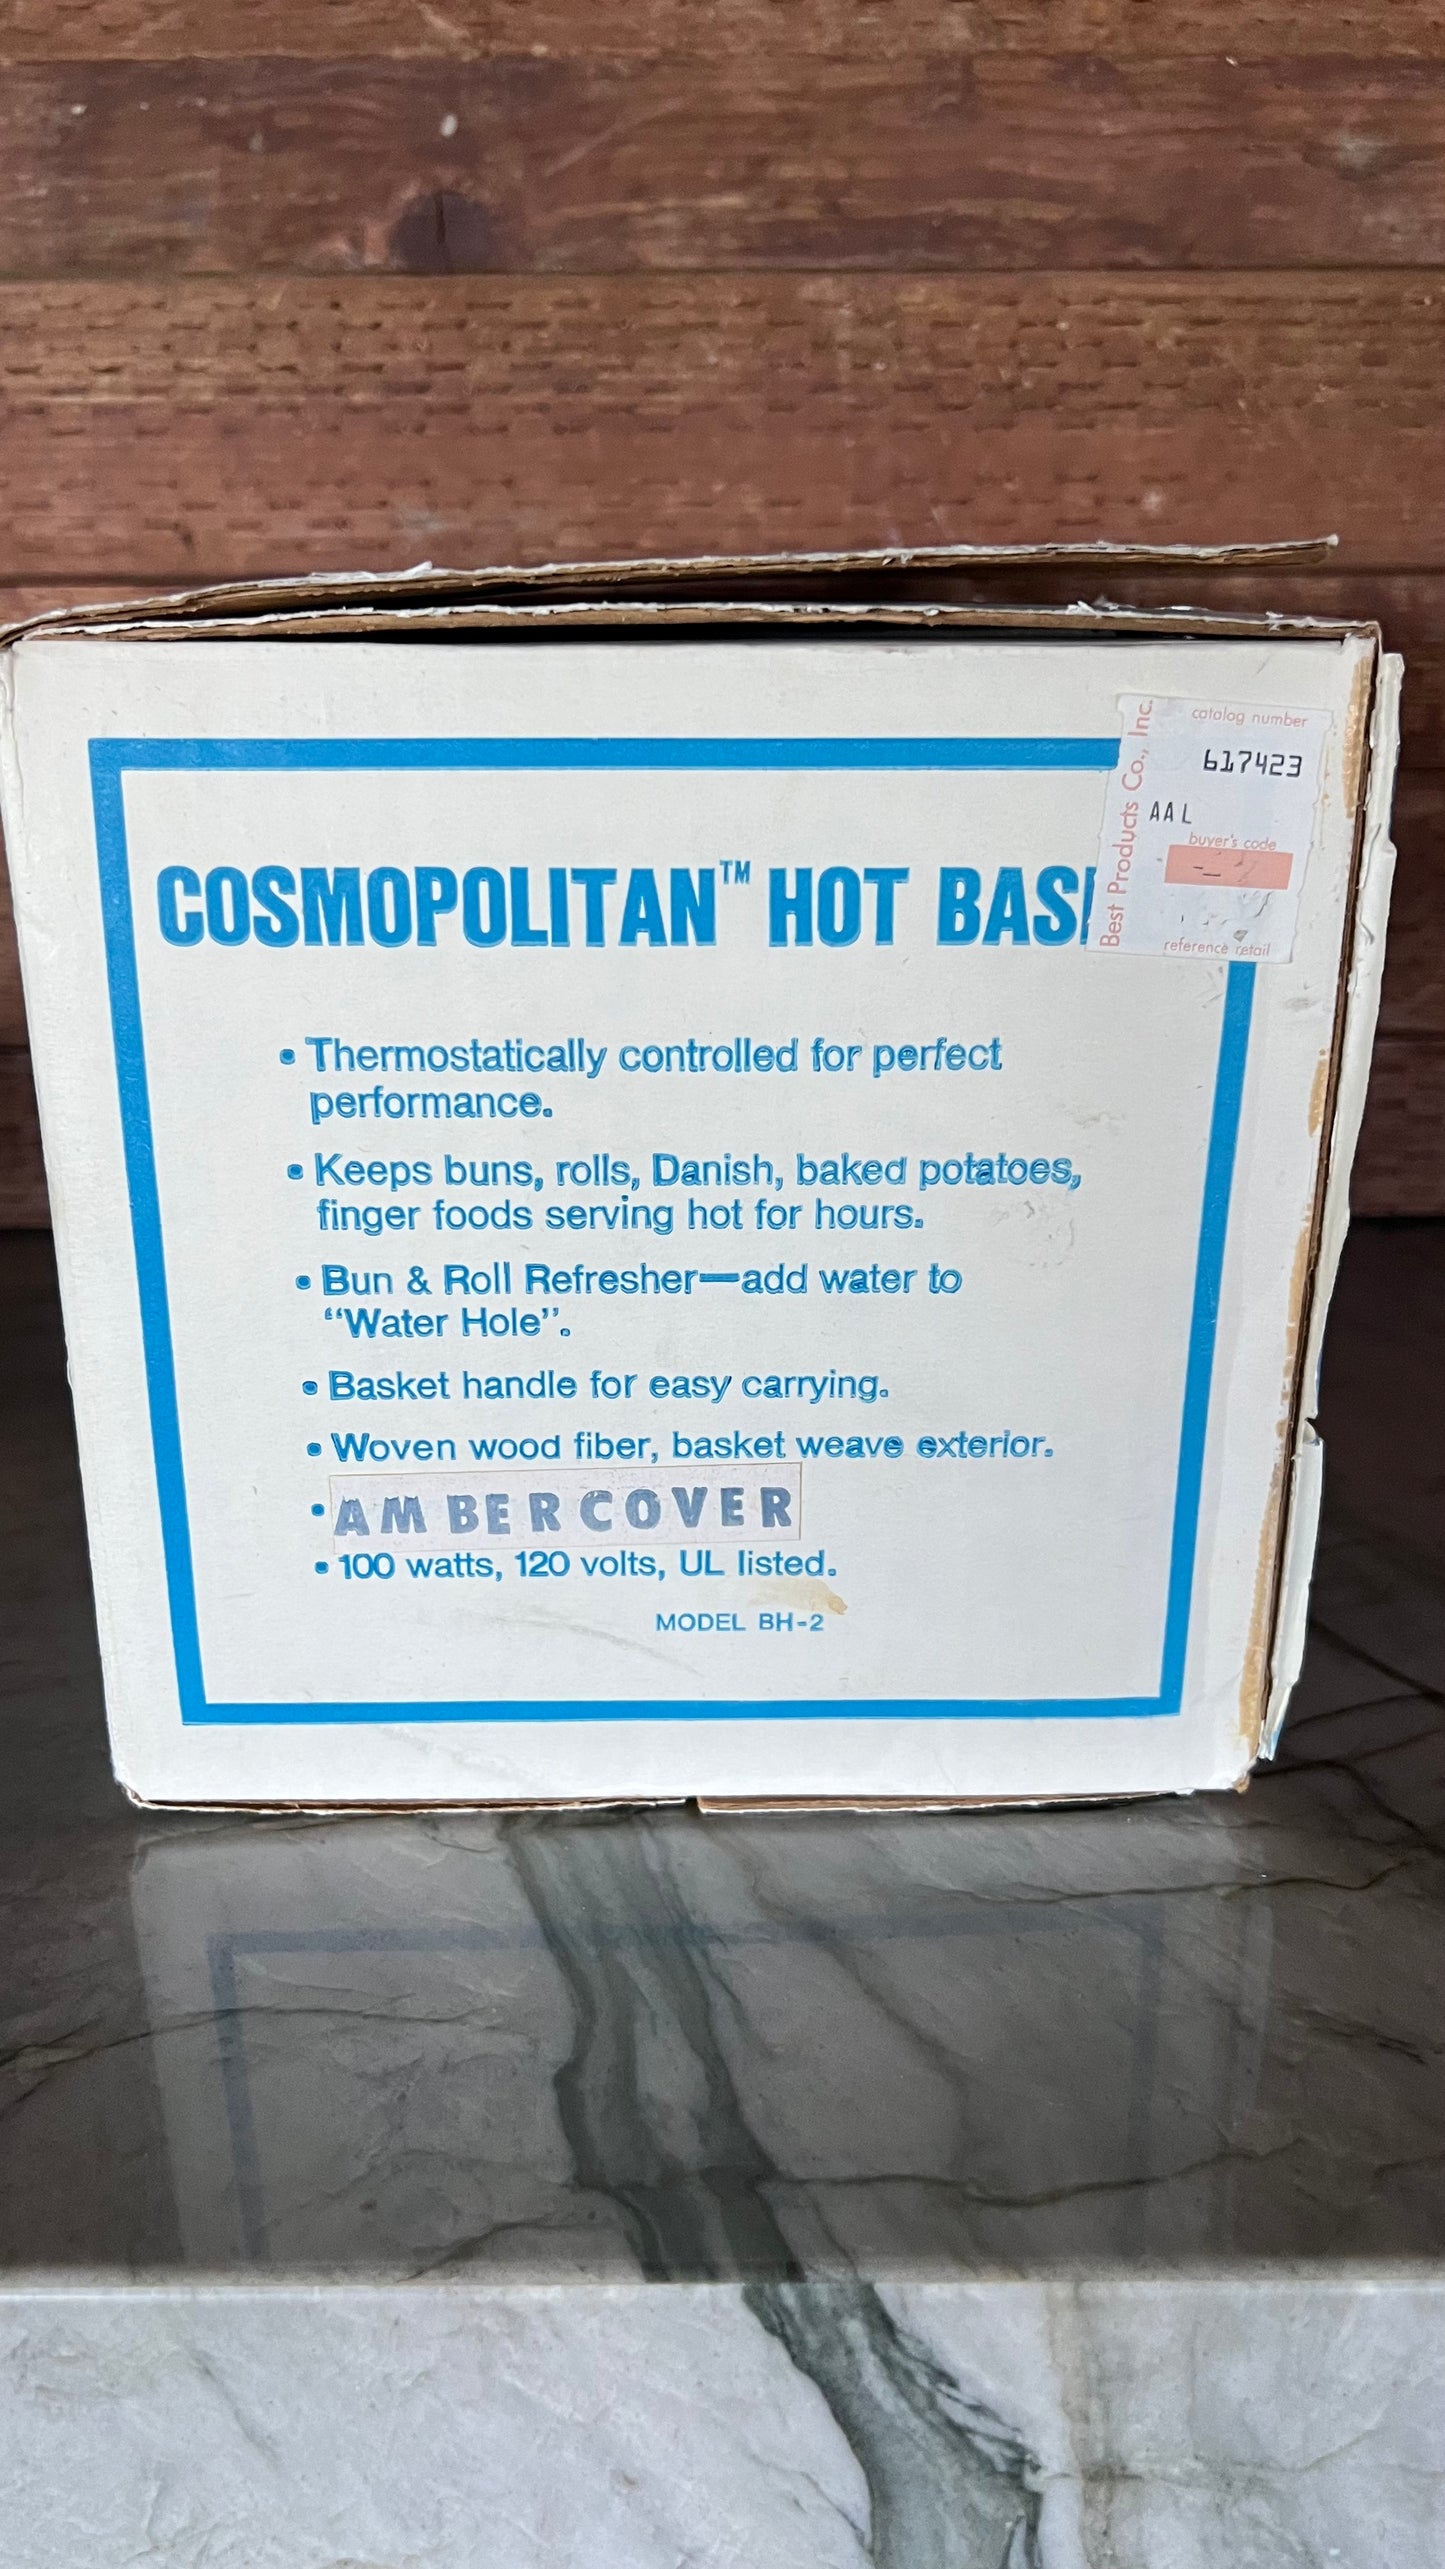 Best Products Co., Inc.
catalog number
617423
AAL
buyer's code
reference retail
COSMOPOLITAN™ HOT
• Thermostatically controlled for perfect
performance.
• Keeps buns, rolls, Danish, baked potatoes,
finger foods serving hot for hours.
• Bun & Roll Refresher—add water to
“Water Hole”.
• Basket handle for easy carrying.
• Woven wood fiber, basket weave exterior.
• AMBER COVER
• 100 watts, 120 volts, UL listed.
MODEL BH-2